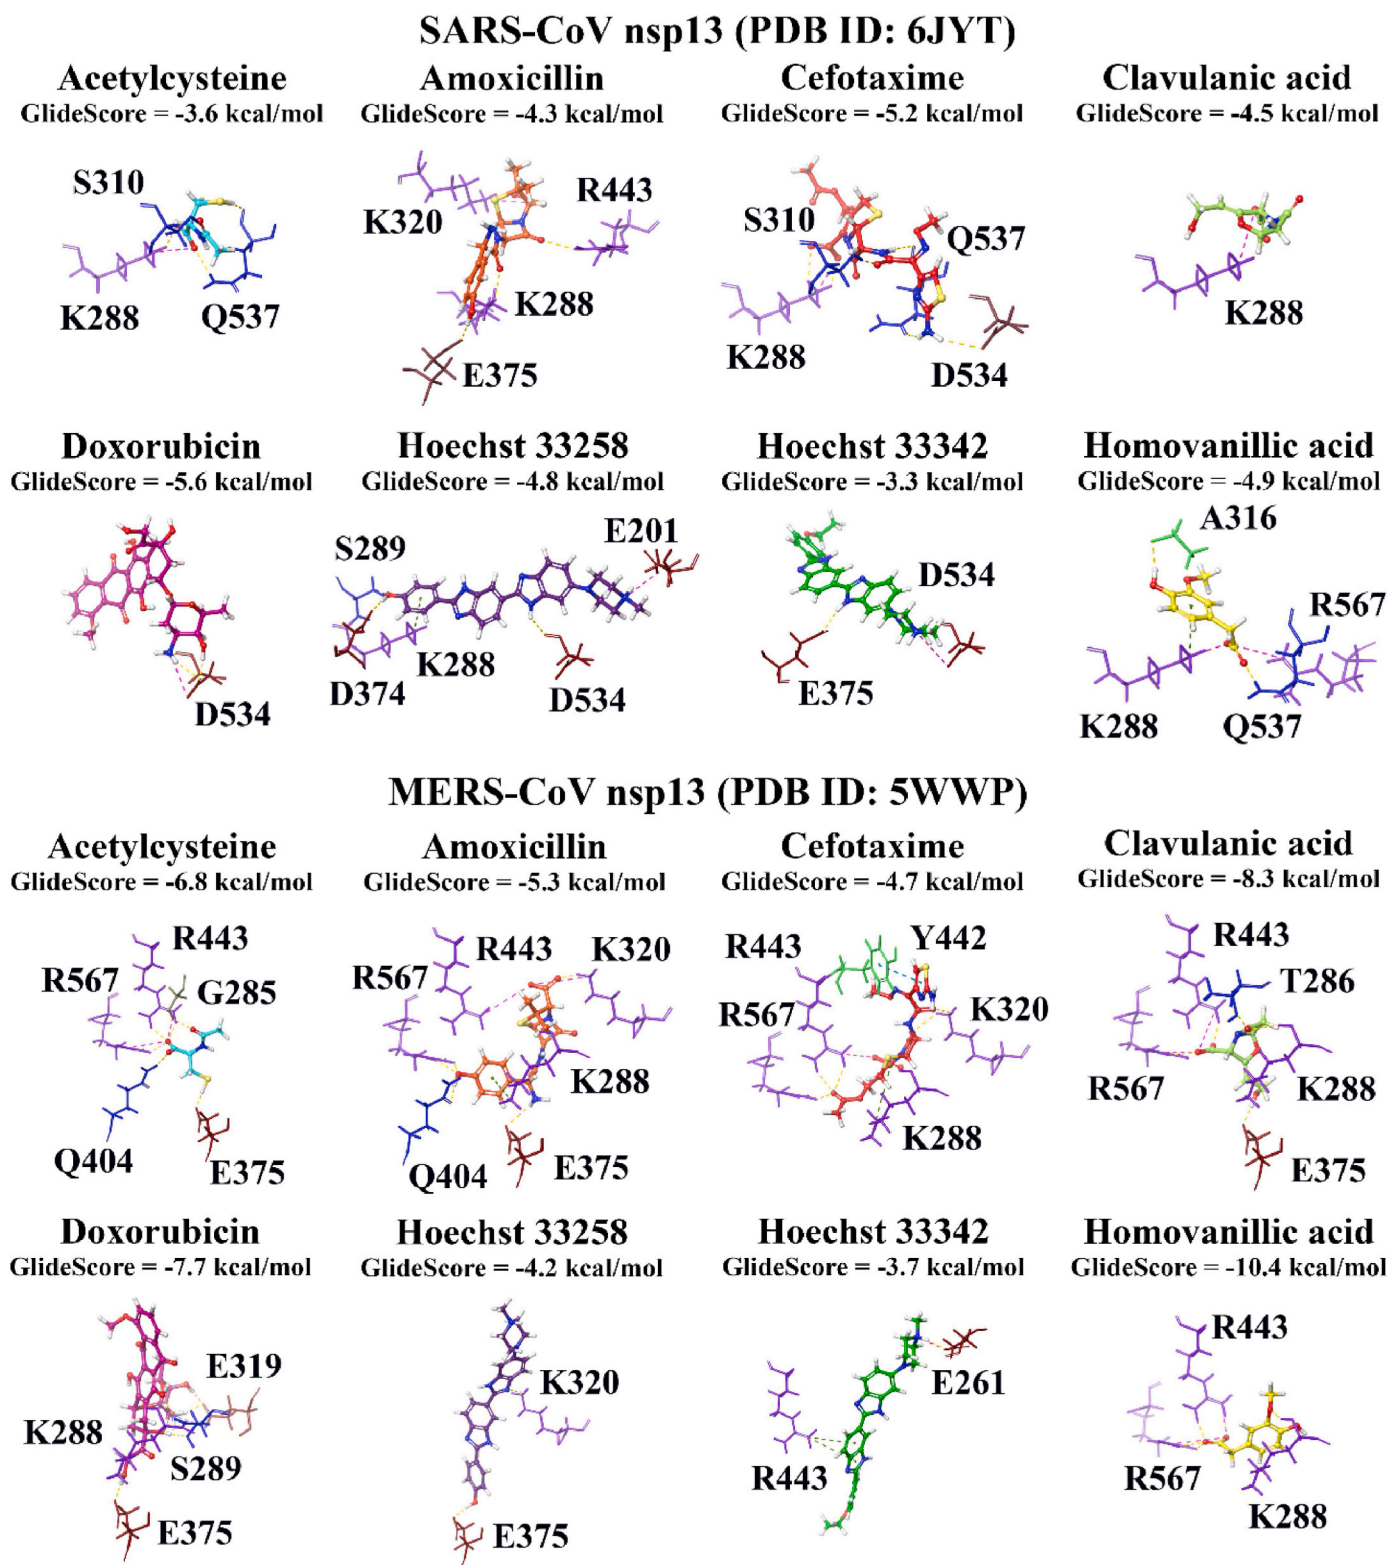 SARS-CoV nsp13 (PDB ID: 6JYT)
Acetylcysteine
GlideScore = -3.6 kcal/mol
S310
K288
Q537
Amoxicillin
GlideScore = -4.3 kcal/mol
K320
R443
K288
E375
Cefotaxime
GlideScore = -5.2 kcal/mol
S310
Q537
K288
D534
Clavulanic acid
GlideScore = -4.5 kcal/mol
K288
Doxorubicin
GlideScore = -5.6 kcal/mol
D534
Hoechst 33258
GlideScore = -4.8 kcal/mol
S289
E201
K288
D374
D534
Hoechst 33342
GlideScore = -3.3 kcal/mol
D534
E375
Homovanillic acid
GlideScore = -4.9 kcal/mol
A316
R567
K288
Q537
MERS-CoV nsp13 (PDB ID: 5WWP)
Acetylcysteine
GlideScore = -6.8 kcal/mol
R443
R567
G285
Q404
E375
Amoxicillin
GlideScore = -5.3 kcal/mol
R443
K320
R567
K288
Q404
E375
Cefotaxime
GlideScore = -4.7 kcal/mol
R443
Y442
R567
K320
K288
Clavulanic acid
GlideScore = -8.3 kcal/mol
R443
T286
R567
K288
E375
Doxorubicin
GlideScore = -7.7 kcal/mol
E319
K288
S289
E375
Hoechst 33258
GlideScore = -4.2 kcal/mol
K320
E375
Hoechst 33342
GlideScore = -3.7 kcal/mol
E261
R443
Homovanillic acid
GlideScore = -10.4 kcal/mol
R443
R567
K288